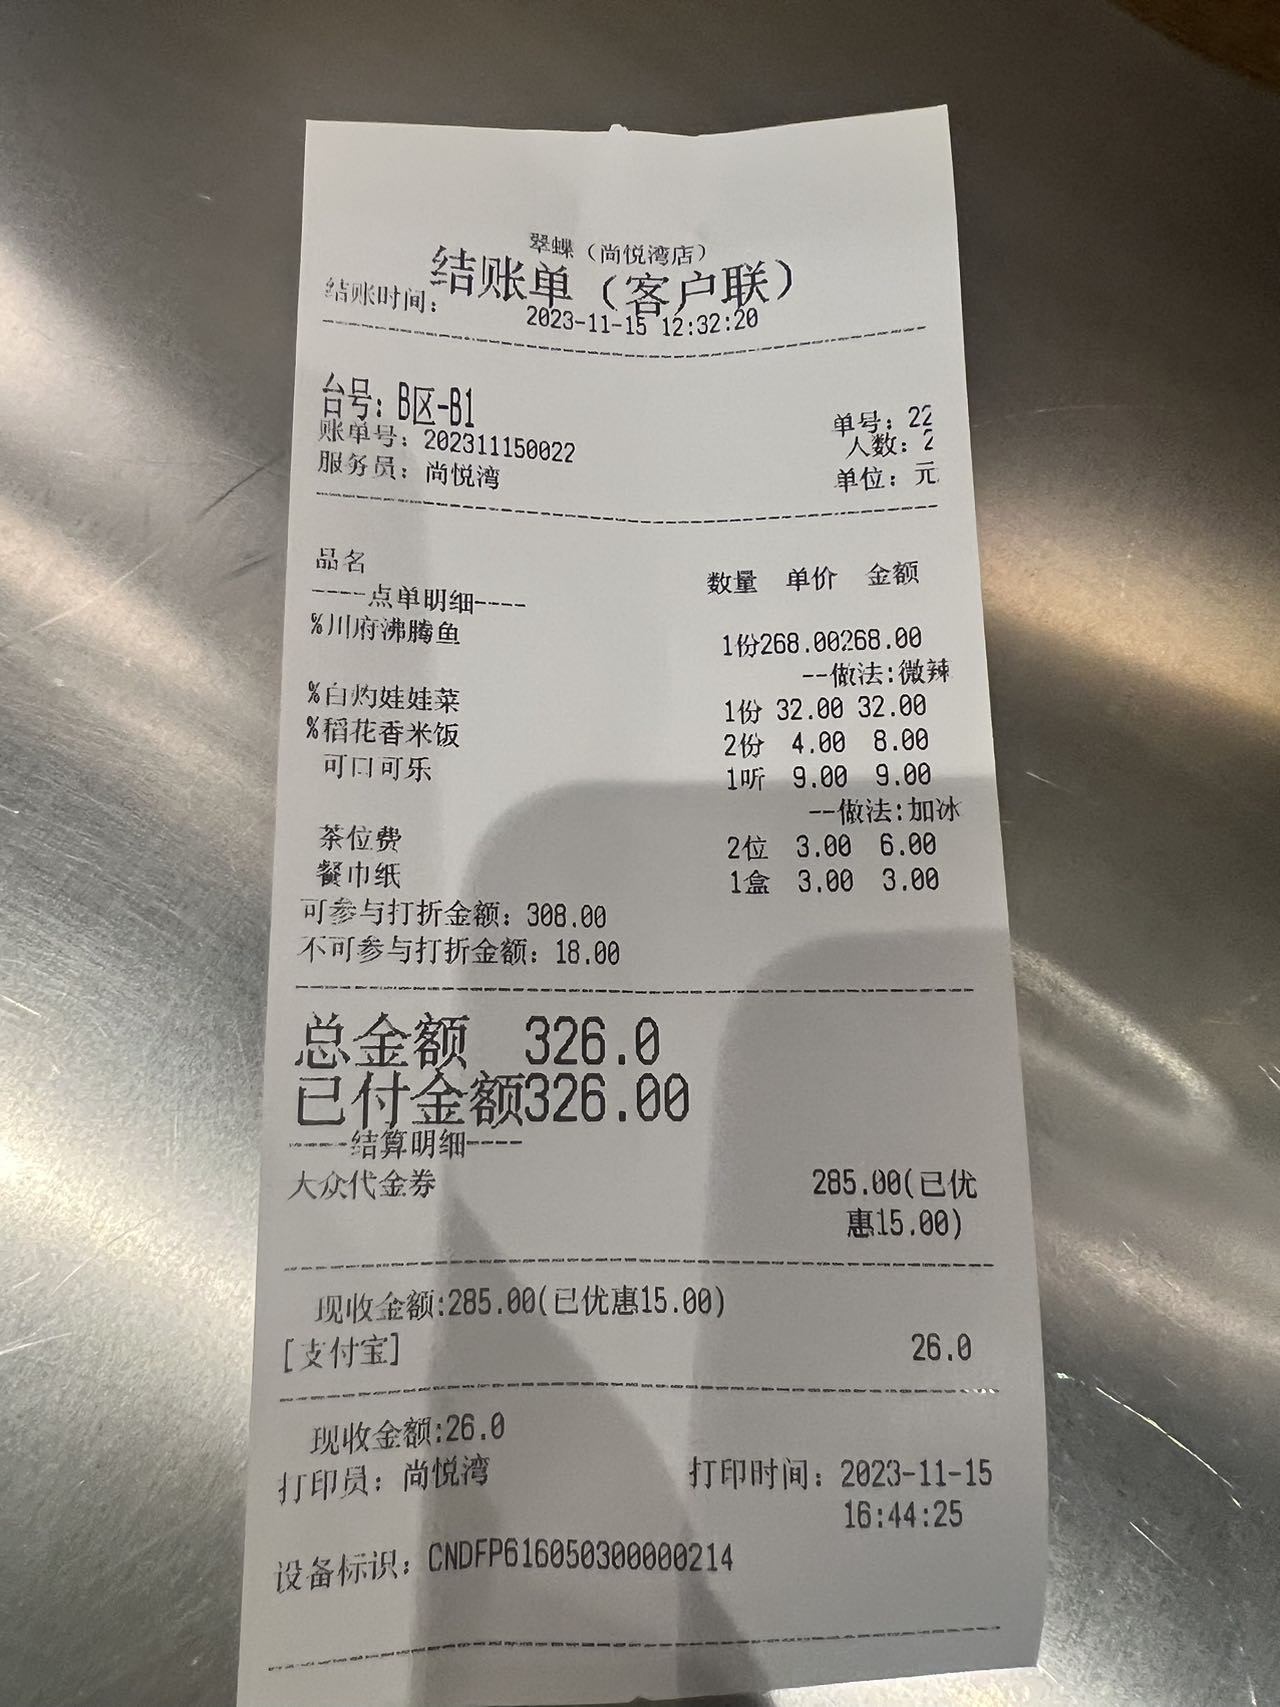 翠蝶（尚悦湾店）
结账单（客户联）
结账时间： 2023-11-15 12:32:20
台号：B区-B1
单号：22
账单号：202311150022
人数：2
服务员：尚悦湾
单位：元
品名 数量 单价 金额
----点单明细----
%川府沸腾鱼 1份268.00268.00
--做法:微辣
%白灼娃娃菜 1份 32.00 32.00
%稻花香米饭 2份 4.00 8.00
可口可乐 1听 9.00 9.00
--做法:加冰
茶位费 2位 3.00 6.00
餐巾纸 1盒 3.00 3.00
可参与打折金额：308.00
不可参与打折金额：18.00
总金额 326.0
已付金额326.00
----结算明细----
大众代金券 285.00(已优
惠15.00)
现收金额:285.00(已优惠15.00)
[支付宝] 26.0
现收金额:26.0
打印员：尚悦湾 打印时间：2023-11-15
16:44:25
设备标识：CNDFP616050300000214